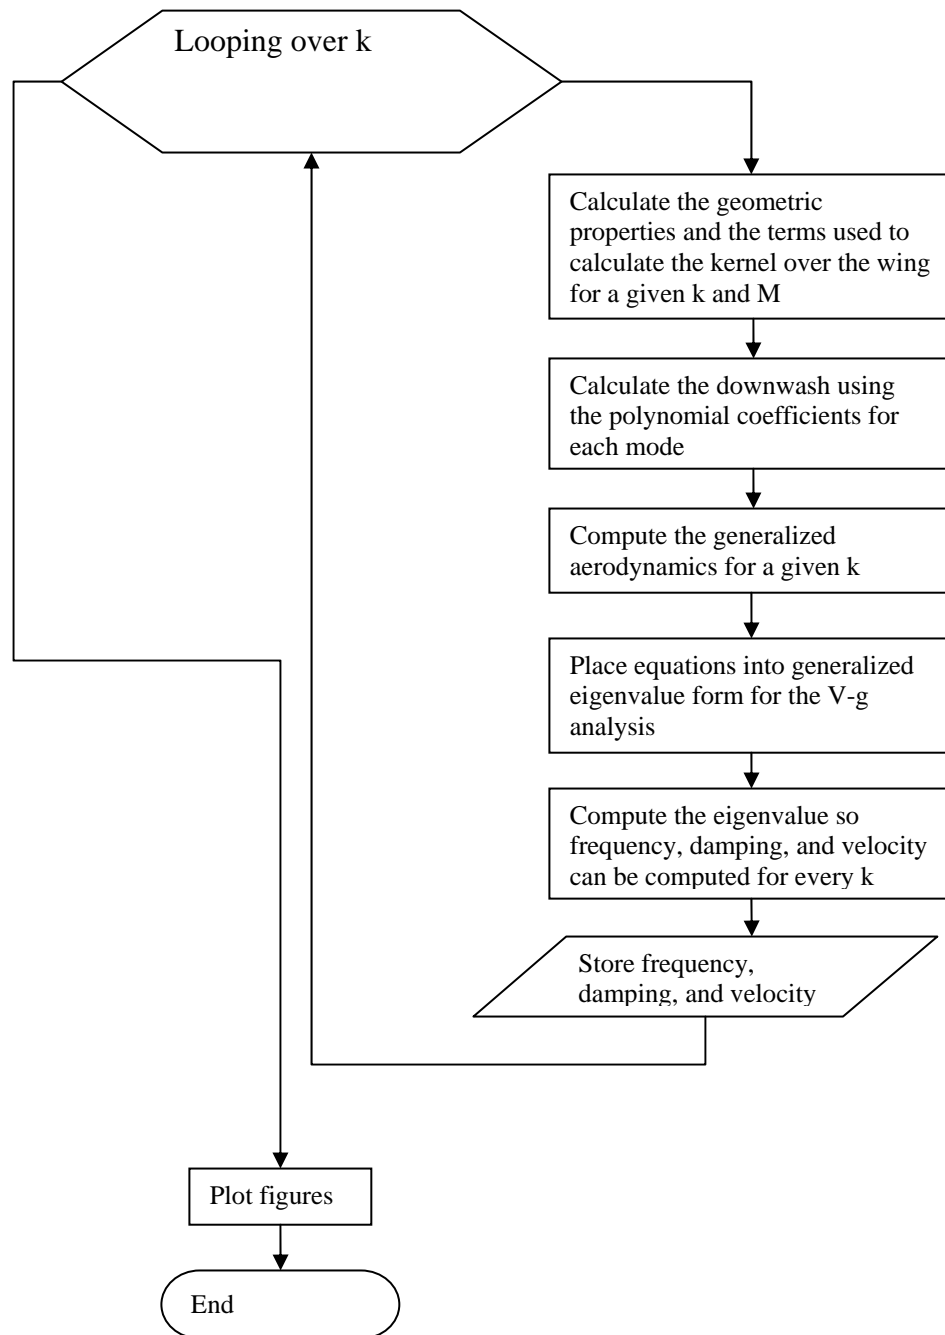 Looping over k
Calculate the geometric
properties and the terms used to
calculate the kernel over the wing
for a given k and M
Calculate the downwash using
the polynomial coefficients for
each mode
Compute the generalized
aerodynamics for a given k
Place equations into generalized
eigenvalue form for the V-g
analysis
Compute the eigenvalue so
frequency, damping, and velocity
can be computed for every k
Store frequency,
damping, and velocity
Plot figures
End